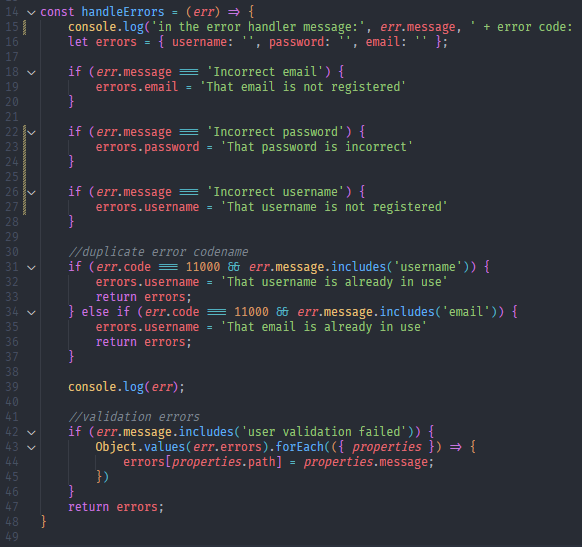 14 const handleErrors = (err) => {
15 console.log('in the error handler message:', err.message, ' + error code:
16 let errors = { username: '', password: '', email: '' };
17
18 if (err.message === 'Incorrect email') {
19 errors.email = 'That email is not registered'
20 }
21
22 if (err.message === 'Incorrect password') {
23 errors.password = 'That password is incorrect'
24 }
25
26 if (err.message === 'Incorrect username') {
27 errors.username = 'That username is not registered'
28 }
29
30 //duplicate error codename
31 if (err.code === 11000 && err.message.includes('username')) {
32 errors.username = 'That username is already in use'
33 return errors;
34 } else if (err.code === 11000 && err.message.includes('email')) {
35 errors.username = 'That email is already in use'
36 return errors;
37 }
38
39 console.log(err);
40
41 //validation errors
42 if (err.message.includes('user validation failed')) {
43 Object.values(err.errors).forEach(({ properties }) => {
44 errors[properties.path] = properties.message;
45 })
46 }
47 return errors;
48 }
49